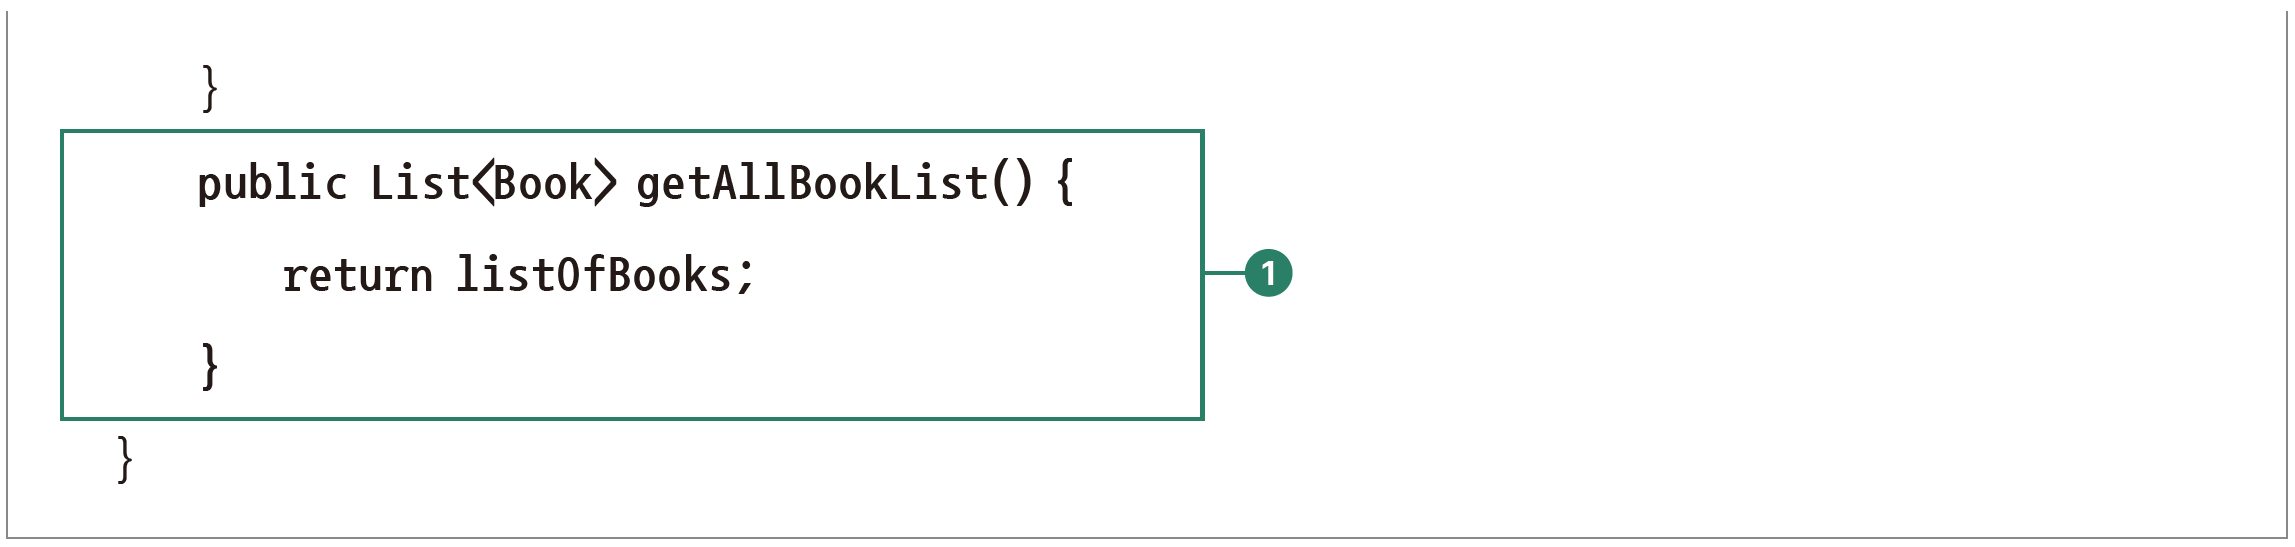 }
public List<Book> getAllBookList() {
return listOfBooks;
1
}
}